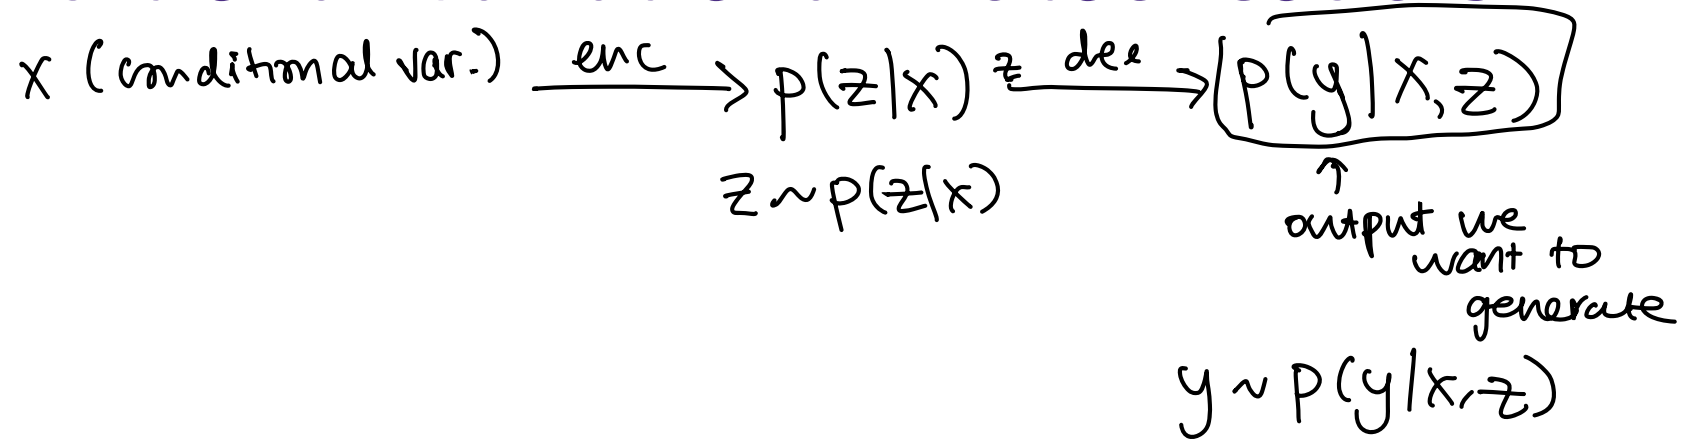 x (conditional var.) enc → p(z|x) z dec → p(y|x,z)
z ~ p(z|x)
↑
output we
want to
generate
y ~ p(y|x,z)